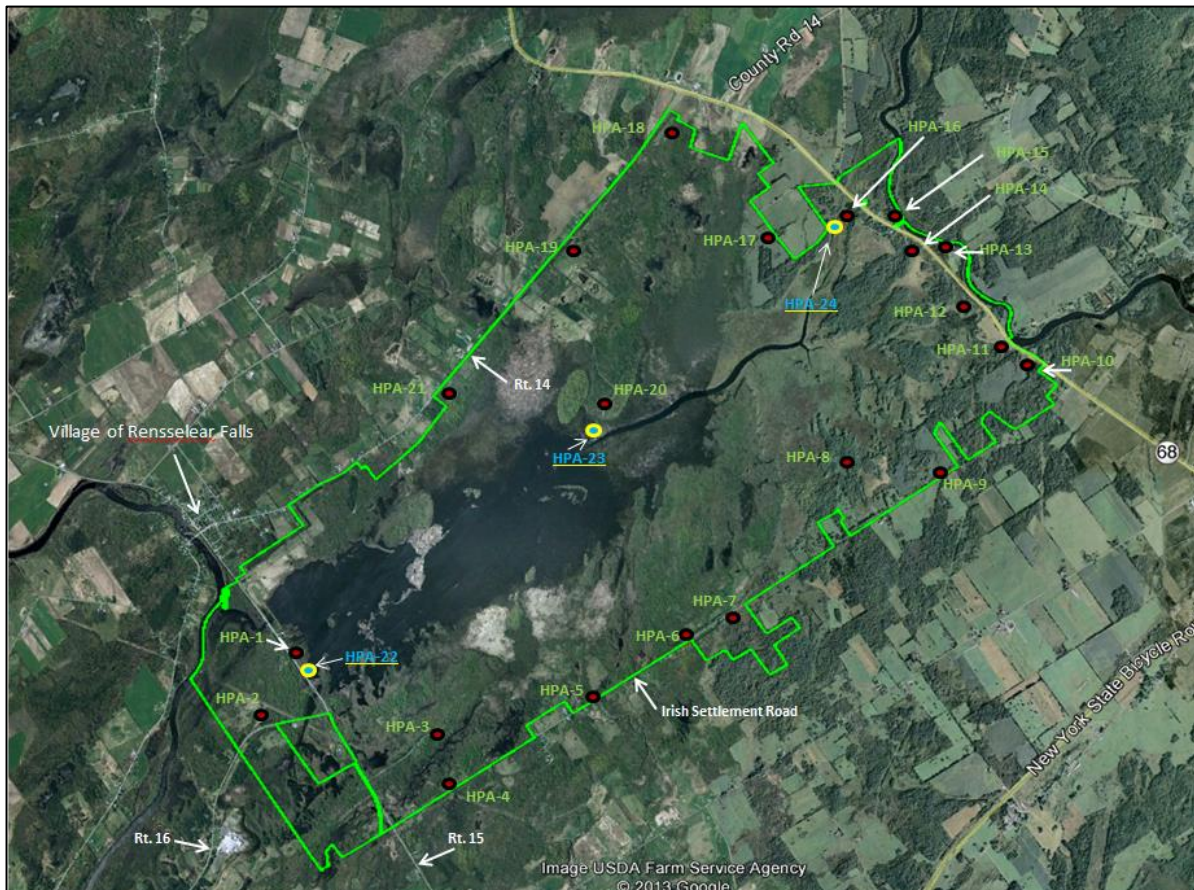 County Rd 14
HPA-18
HPA-16
HPA-15
HPA-14
HPA-19
HPA-17
HPA-13
HPA-24
HPA-12
HPA-11
HPA-10
Rt. 14
HPA-21
HPA-20
Village of Rensselear Falls
HPA-23
HPA-8
68
HPA-9
HPA-7
HPA-1
HPA-6
HPA-22
HPA-5
Irish Settlement Road
HPA-2
HPA-3
New York State Bicycle Ro
HPA-4
Rt. 16
Rt. 15
Image USDA Farm Service Agency
© 2013 Google